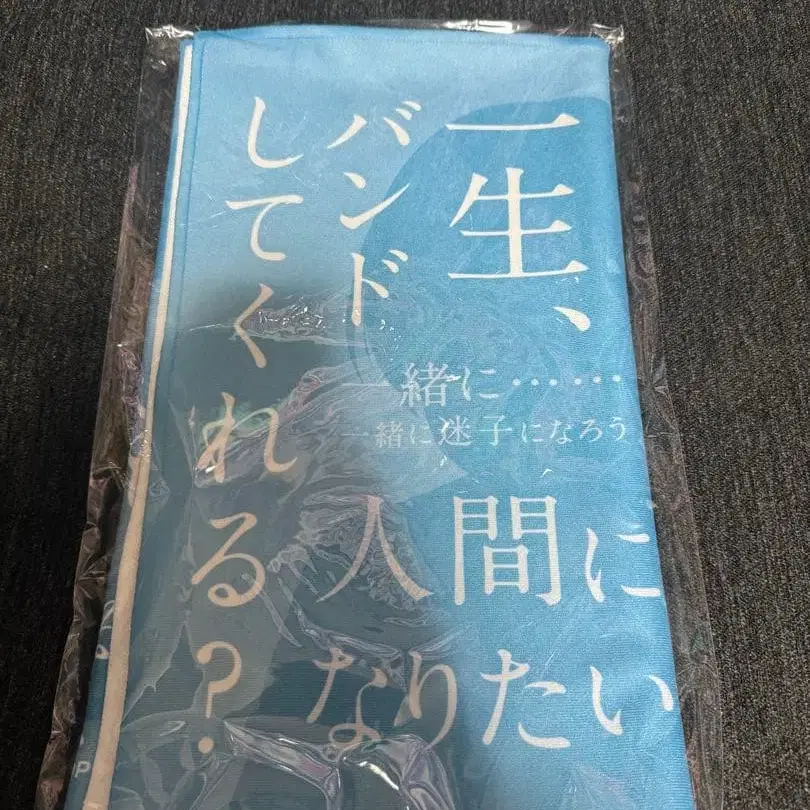 一生、
バンド
してくれる?
一緒に……
一緒に迷子になろう
人間に
なりたい